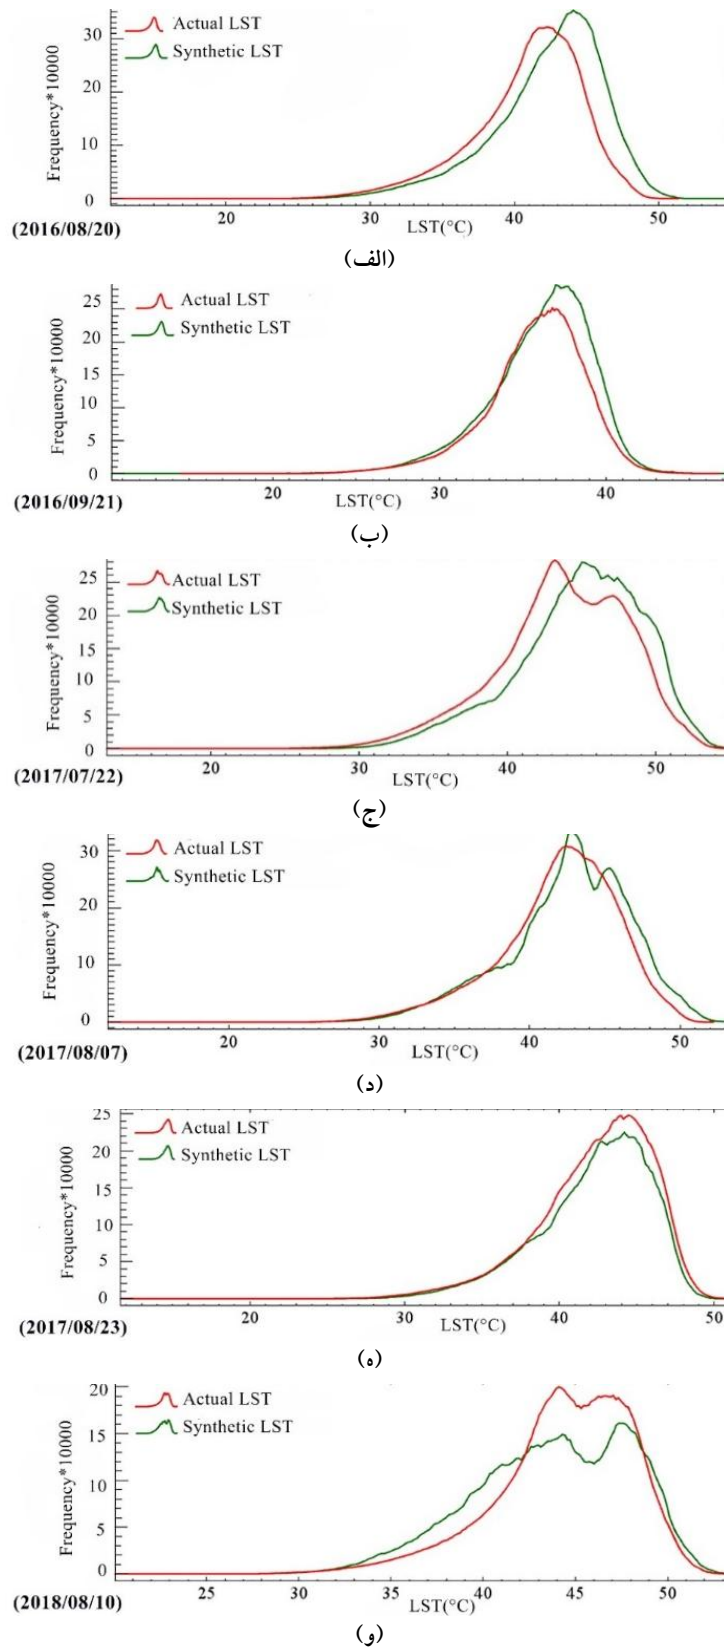 Actual LST
Synthetic LST
Frequency*10000
30
20
10
0
20
30
40
50
(2016/08/20)
LST(°C)
(الف)
Actual LST
Synthetic LST
Frequency*10000
25
20
15
10
5
0
20
30
40
(2016/09/21)
LST(°C)
(ب)
Actual LST
Synthetic LST
Frequency*10000
25
20
15
10
5
0
20
30
40
50
(2017/07/22)
LST(°C)
(ج)
Actual LST
Synthetic LST
Frequency*10000
30
20
10
0
20
30
40
50
(2017/08/07)
LST(°C)
(د)
Actual LST
Synthetic LST
Frequency*10000
25
20
15
10
5
0
20
30
40
50
(2017/08/23)
LST(°C)
(ه)
Actual LST
Synthetic LST
Frequency*10000
20
15
10
5
0
25
30
35
40
45
50
(2018/08/10)
LST(°C)
(و)